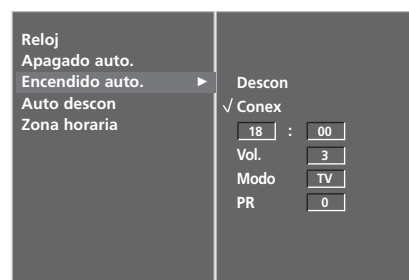 Reloj
Apagado auto.
Encendido auto. ►
Auto descon
Zona horaria
Descon
√ Conex
18 : 00
Vol. 3
Modo TV
PR 0